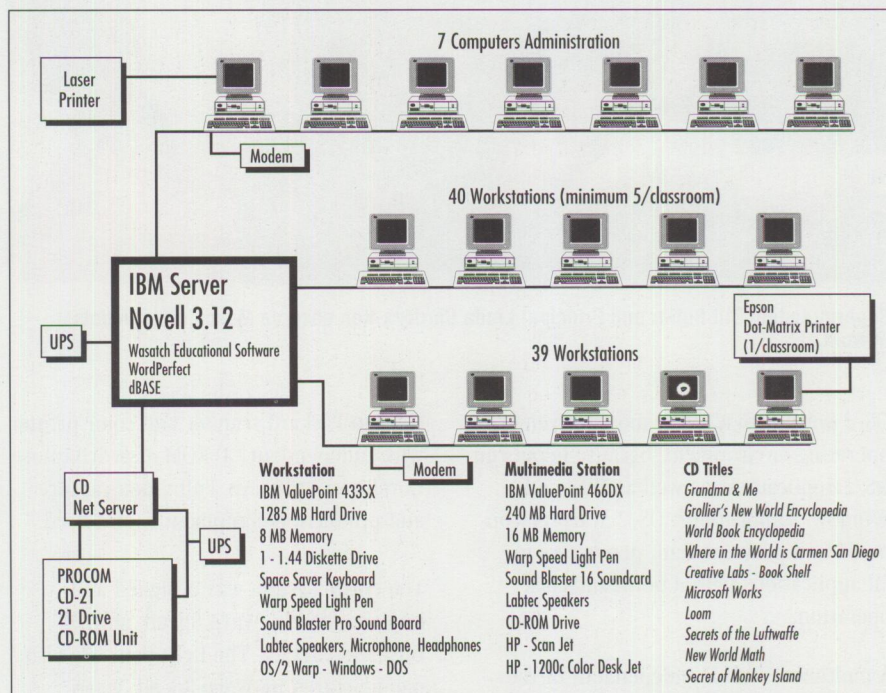 7 Computers Administration
Laser
Printer
Modem
40 Workstations (minimum 5/classroom)
IBM Server
Novell 3.12
Wasatch Educational Software
WordPerfect
dBASE
UPS
Epson
Dot-Matrix Printer
(1/classroom)
39 Workstations
Modem
CD
Net Server
UPS
PROCOM
CD-21
21 Drive
CD-ROM Unit
Workstation
IBM ValuePoint 433SX
1285 MB Hard Drive
8 MB Memory
1 - 1.44 Diskette Drive
Space Saver Keyboard
Warp Speed Light Pen
Sound Blaster Pro Sound Board
Labtec Speakers, Microphone, Headphones
OS/2 Warp - Windows - DOS
Multimedia Station
IBM ValuePoint 466DX
240 MB Hard Drive
16 MB Memory
Warp Speed Light Pen
Sound Blaster 16 Soundcard
Labtec Speakers
CD-ROM Drive
HP - Scan Jet
HP - 1200c Color Desk Jet
CD Titles
Grandma & Me
Grollier's New World Encyclopedia
World Book Encyclopedia
Where in the World is Carmen San Diego
Creative Labs - Book Shelf
Microsoft Works
Loom
Secrets of the Luftwaffe
New World Math
Secret of Monkey Island